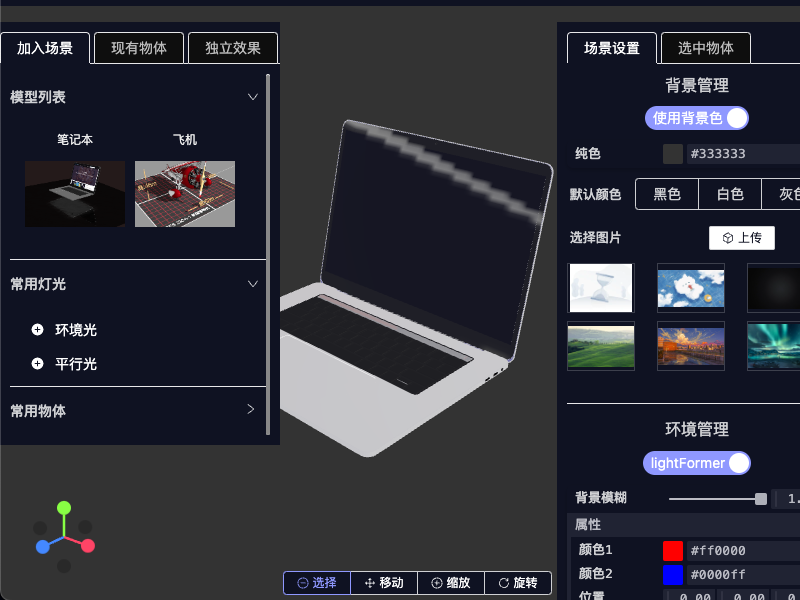 加入场景 现有物体 独立效果
模型列表
笔记本 飞机
常用灯光
环境光
平行光
常用物体
选择 移动 缩放 旋转
场景设置 选中物体
背景管理
使用背景色
纯色 #333333
默认颜色 黑色 白色 灰色
选择图片 上传
环境管理
lightFormer
背景模糊 1.
属性
颜色1 #ff0000
颜色2 #0000ff
位置 0.00 0.00